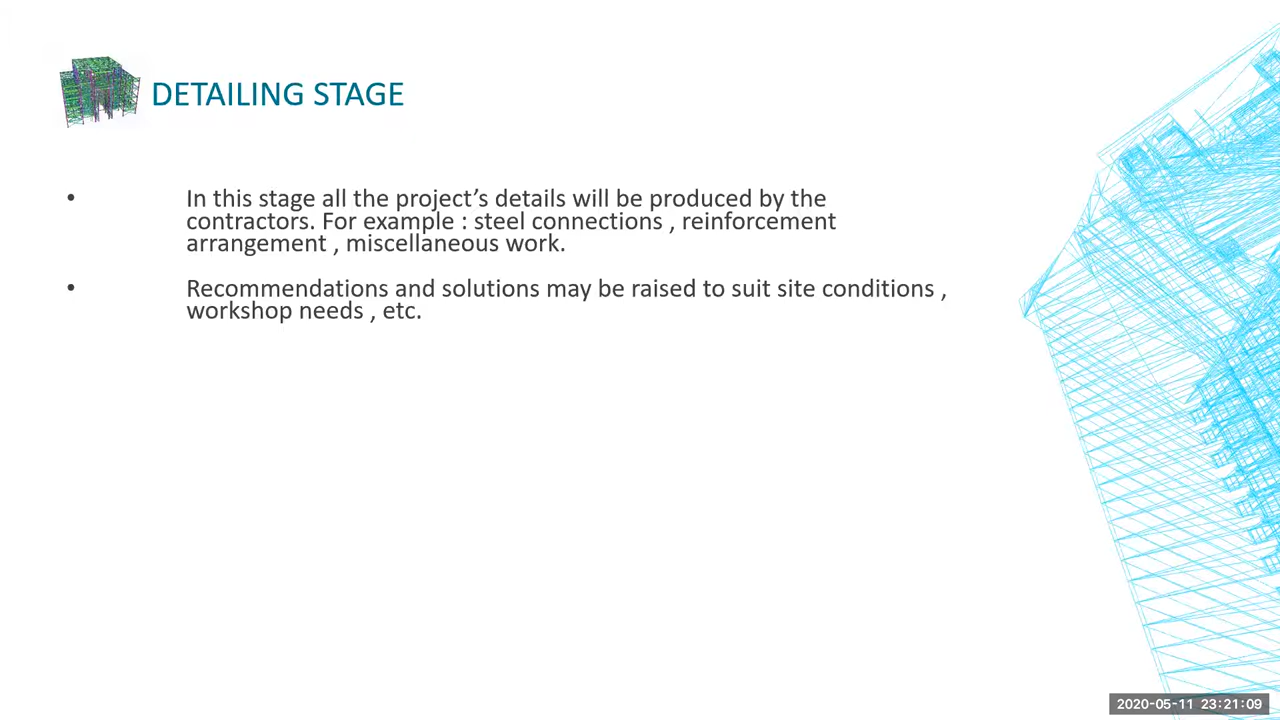 DETAILING STAGE
• In this stage all the project’s details will be produced by the
contractors. For example : steel connections , reinforcement
arrangement , miscellaneous work.
• Recommendations and solutions may be raised to suit site conditions ,
workshop needs , etc.
2020-05-11 23:21:09